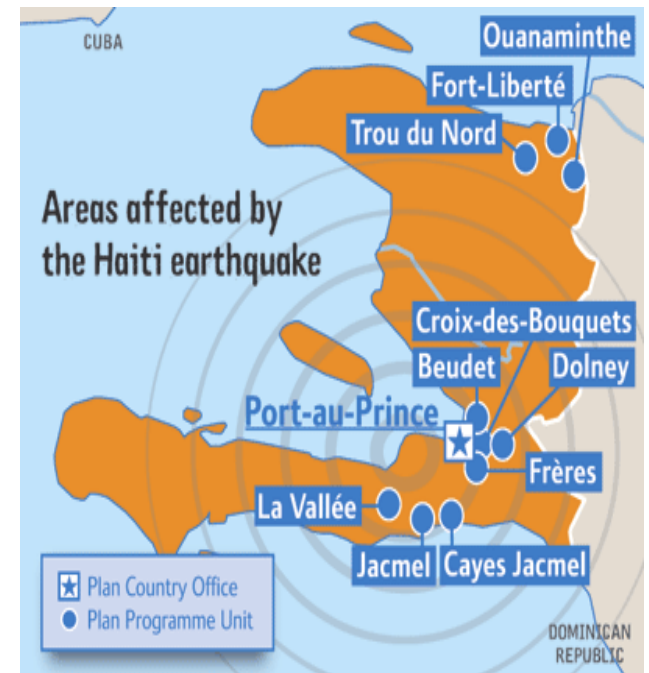 CUBA
Ouanaminthe
Fort-Liberté
Trou du Nord
Areas affected by
the Haiti earthquake
Croix-des-Bouquets
Beudet
Dolney
Port-au-Prince
Frères
La Vallée
Jacmel
Cayes Jacmel
Plan Country Office
Plan Programme Unit
DOMINICAN
REPUBLIC